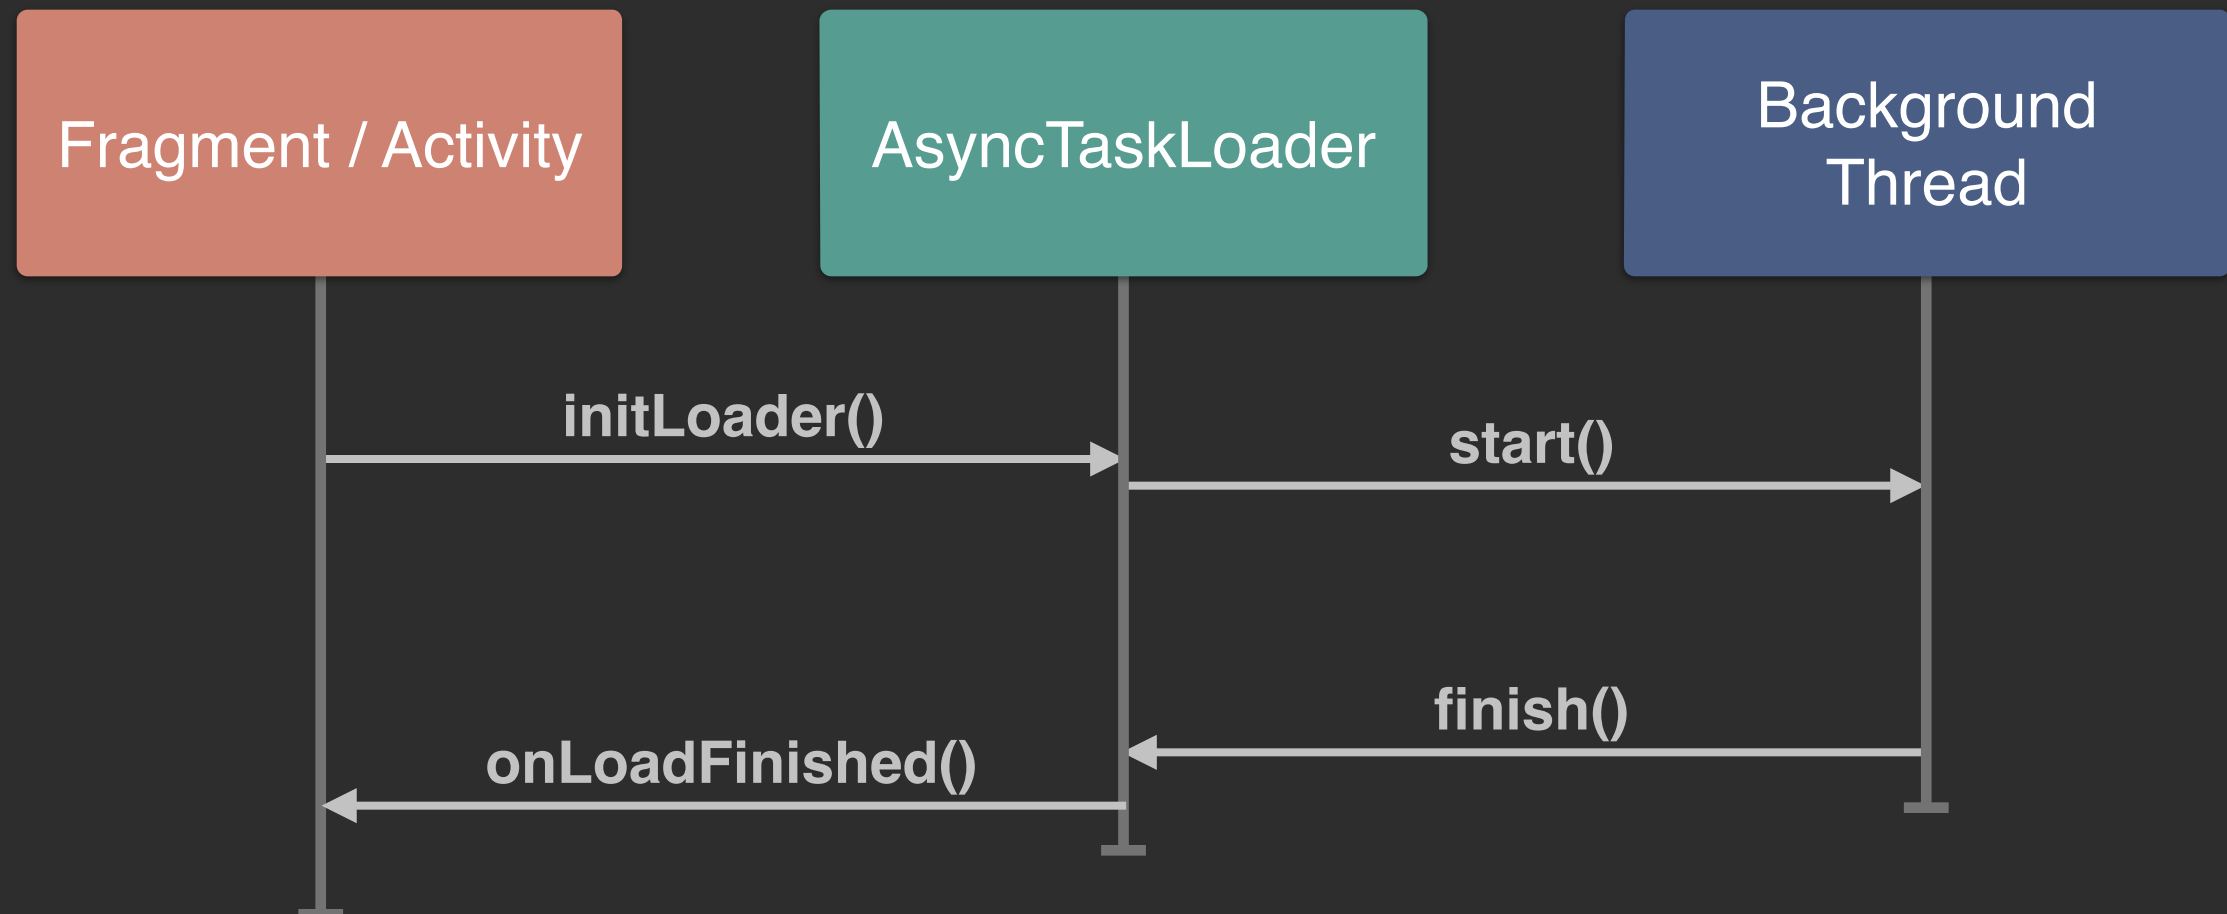 Fragment / Activity
AsyncTaskLoader
Background
Thread
initLoader()
start()
finish()
onLoadFinished()